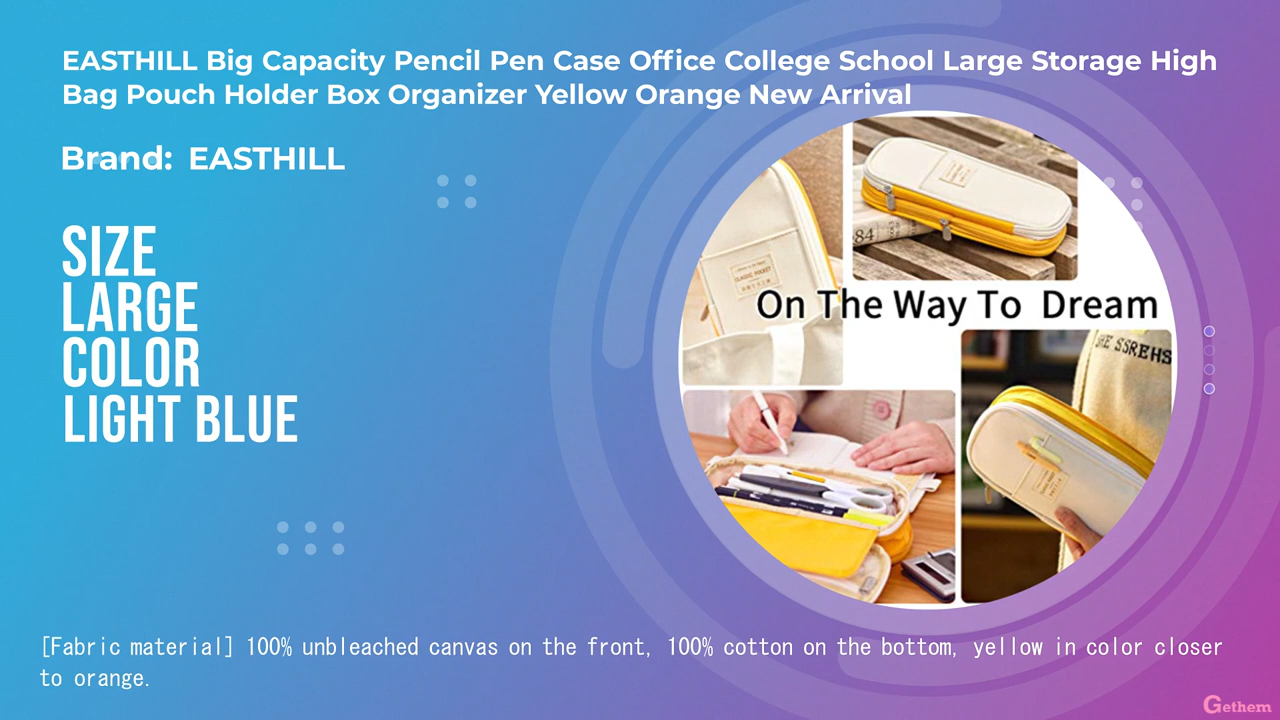 EASTHILL Big Capacity Pencil Pen Case Office College School Large Storage High
Bag Pouch Holder Box Organizer Yellow Orange New Arrival
Brand: EASTHILL
SIZE
LARGE
COLOR
LIGHT BLUE
84
CLASSIC POCKET
On The Way To Dream
[Fabric material] 100% unbleached canvas on the front, 100% cotton on the bottom, yellow in color closer
to orange.
Gethem